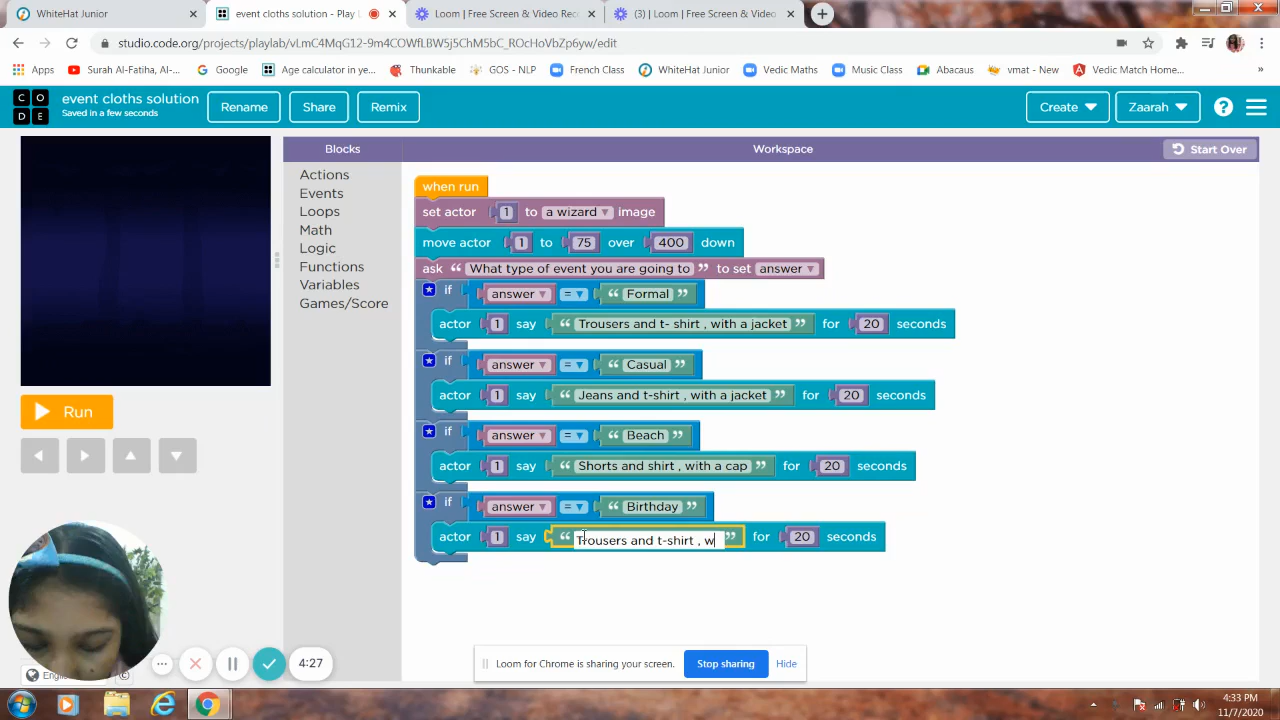 WhiteHat Junior
event cloths solution - Play L
Loom | Free Screen & Video Rec
(3) | Loom | Free Screen & Video
studio.code.org/projects/playlab/vLmC4MqG12-9m4COWfLBW5j5ChM5bC_ROcHoVbZp6yw/edit
Apps
Surah Al-Fatiha, Al-...
Google
Age calculator in ye...
Thunkable
GOS - NLP
French Class
WhiteHat Junior
Vedic Maths
Music Class
Abacus
vmat - New
Vedic Match Home...
»
C O
D E
event cloths solution
Saved in a few seconds
Rename
Share
Remix
Create
Zaarah
?
Blocks
Workspace
Start Over
Actions
Events
Loops
Math
Logic
Functions
Variables
Games/Score
Run
when run
set actor 1 to a wizard image
move actor 1 to 75 over 400 down
ask “ What type of event you are going to ” to set answer
if answer = “ Formal ”
actor 1 say “ Trousers and t- shirt , with a jacket ” for 20 seconds
if answer = “ Casual ”
actor 1 say “ Jeans and t-shirt , with a jacket ” for 20 seconds
if answer = “ Beach ”
actor 1 say “ Shorts and shirt , with a cap ” for 20 seconds
if answer = “ Birthday ”
actor 1 say “ Trousers and t-shirt , w ” for 20 seconds
4:27
Loom for Chrome is sharing your screen.
Stop sharing
Hide
Engli
©
4:33 PM
11/7/2020